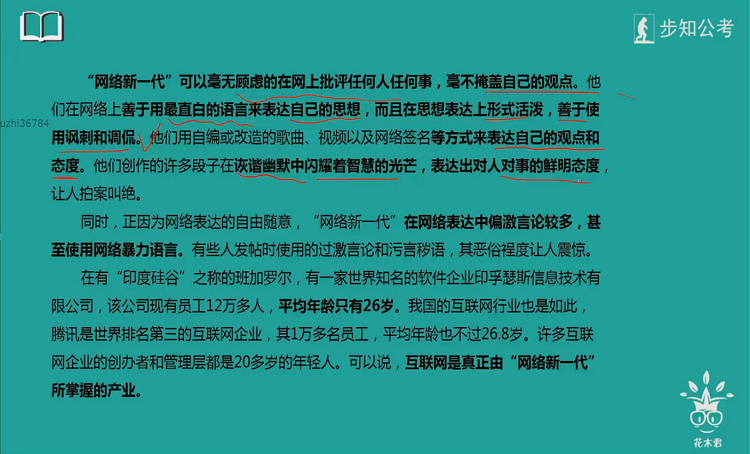 步知公考
“网络新一代”可以毫无顾虑的在网上批评任何人任何事，毫不掩盖自己的观点。他
们在网络上善于用最直白的语言来表达自己的思想，而且在思想表达上形式活泼，善于使
uzhi36784
用讽刺和调侃。他们用自编或改造的歌曲、视频以及网络签名等方式来表达自己的观点和
态度。他们创作的许多段子在诙谐幽默中闪耀着智慧的光芒，表达出对人对事的鲜明态度，
让人拍案叫绝。
同时，正因为网络表达的自由随意，“网络新一代”在网络表达中偏激言论较多，甚
至使用网络暴力语言。有些人发帖时使用的过激言论和污言秽语，其恶俗程度让人震惊。
在有“印度硅谷”之称的班加罗尔，有一家世界知名的软件企业印孚瑟斯信息技术有
限公司，该公司现有员工12万多人，平均年龄只有26岁。我国的互联网行业也是如此，
腾讯是世界排名第三的互联网企业，其1万多名员工，平均年龄也不过26.8岁。许多互联
网企业的创办者和管理层都是20多岁的年轻人。可以说，互联网是真正由“网络新一代”
所掌握的产业。
花木君